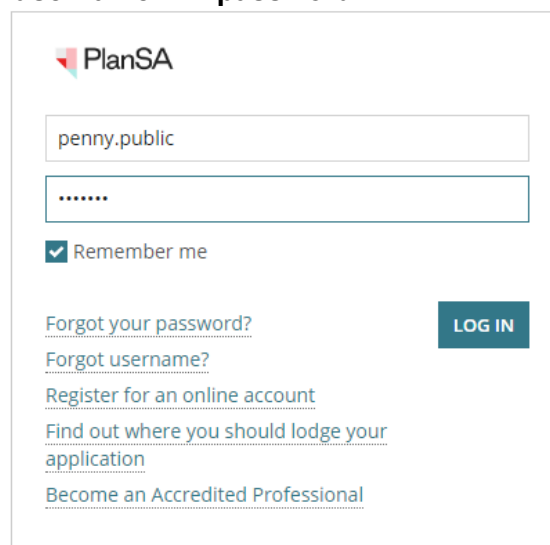 PlanSA
penny.public
•••••••
Remember me
Forgot your password?
LOG IN
Forgot username?
Register for an online account
Find out where you should lodge your
application
Become an Accredited Professional